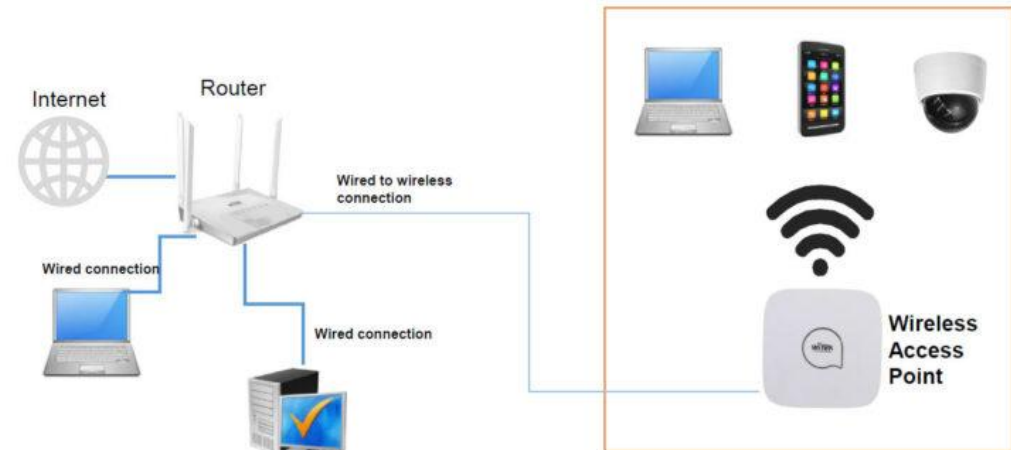 Internet
Router
Wired to wireless
connection
Wired connection
Wired connection
Wireless
Access
Point